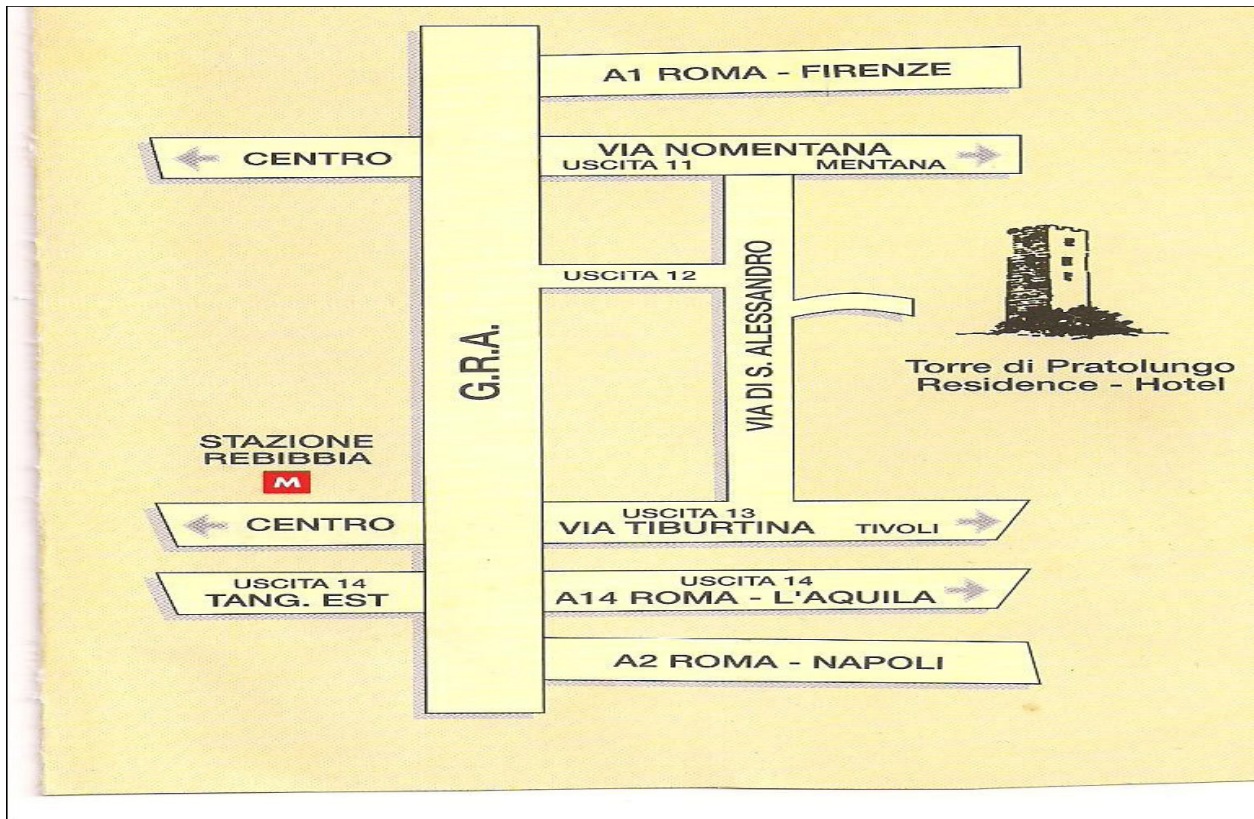 A1 ROMA - FIRENZE
CENTRO
VIA NOMENTANA
USCITA 11
MENTANA
USCITA 12
G.R.A.
VIA DI S. ALESSANDRO
Torre di Pratolungo
Residence - Hotel
STAZIONE
REBIBBIA
M
CENTRO
USCITA 13
VIA TIBURTINA
TIVOLI
USCITA 14
TANG. EST
USCITA 14
A14 ROMA - L'AQUILA
A2 ROMA - NAPOLI